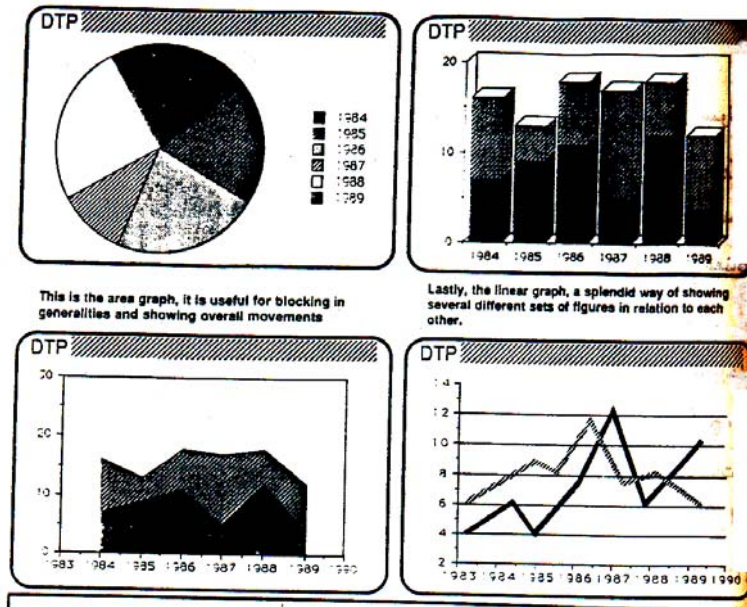 DTP
1984
1985
1986
1987
1988
1989
DTP
20
10
0
1984 1985 1986 1987 1988 1989
This is the area graph, it is useful for blocking in
generalities and showing overall movements
Lastly, the linear graph, a splendid way of showing
several different sets of figures in relation to each
other.
DTP
30
20
10
0
1983 1984 1985 1986 1987 1988 1989 1990
DTP
14
12
10
8
6
4
2
1983 1984 1985 1986 1987 1988 1989 1990